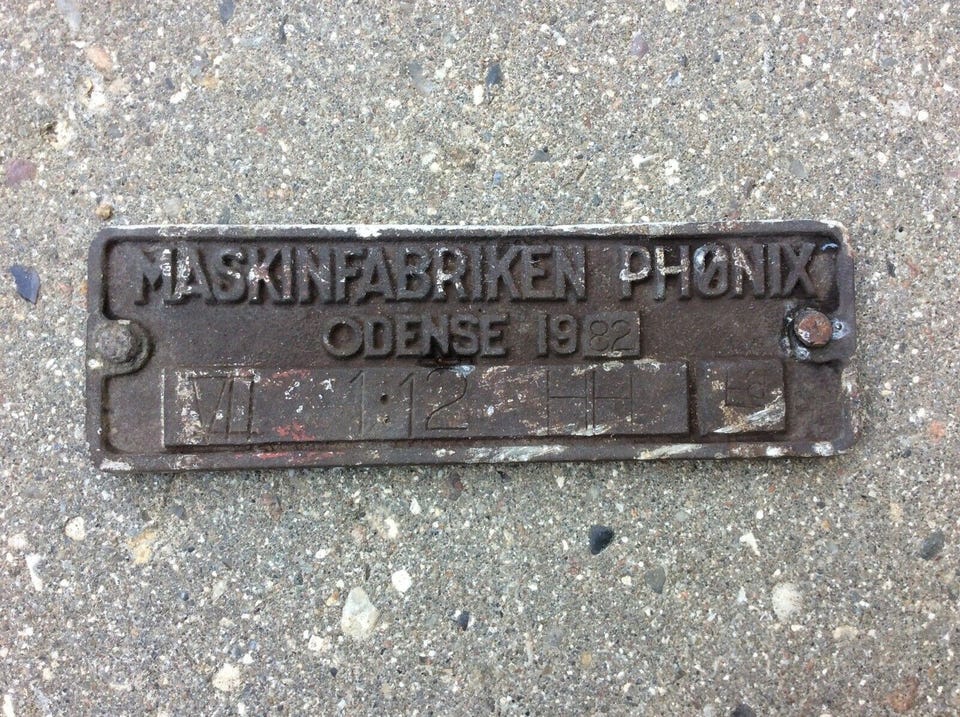 MASKINFABRIKEN PHØNIX
ODENSE 1982
VII 1:12 HH